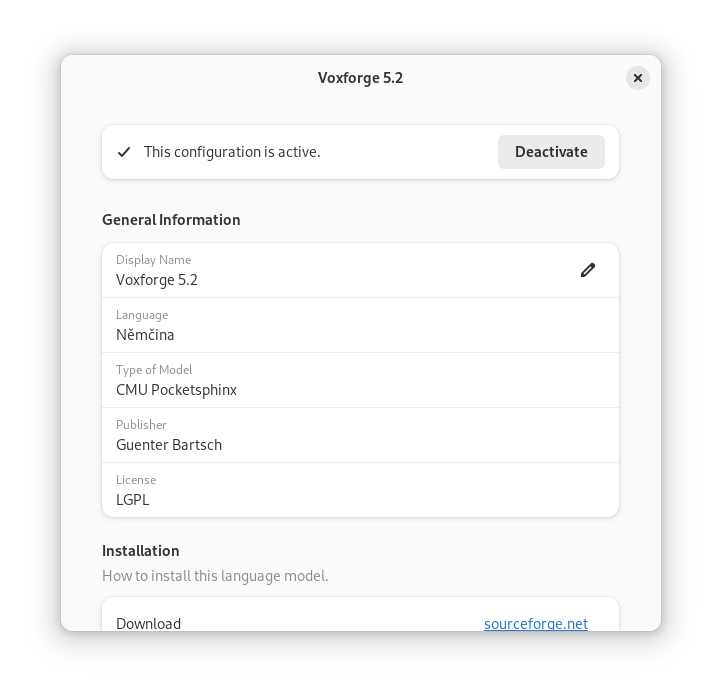 Voxforge 5.2
This configuration is active.
Deactivate
General Information
Display Name
Voxforge 5.2
Language
Němčina
Type of Model
CMU Pocketsphinx
Publisher
Guenter Bartsch
License
LGPL
Installation
How to install this language model.
Download
sourceforge.net